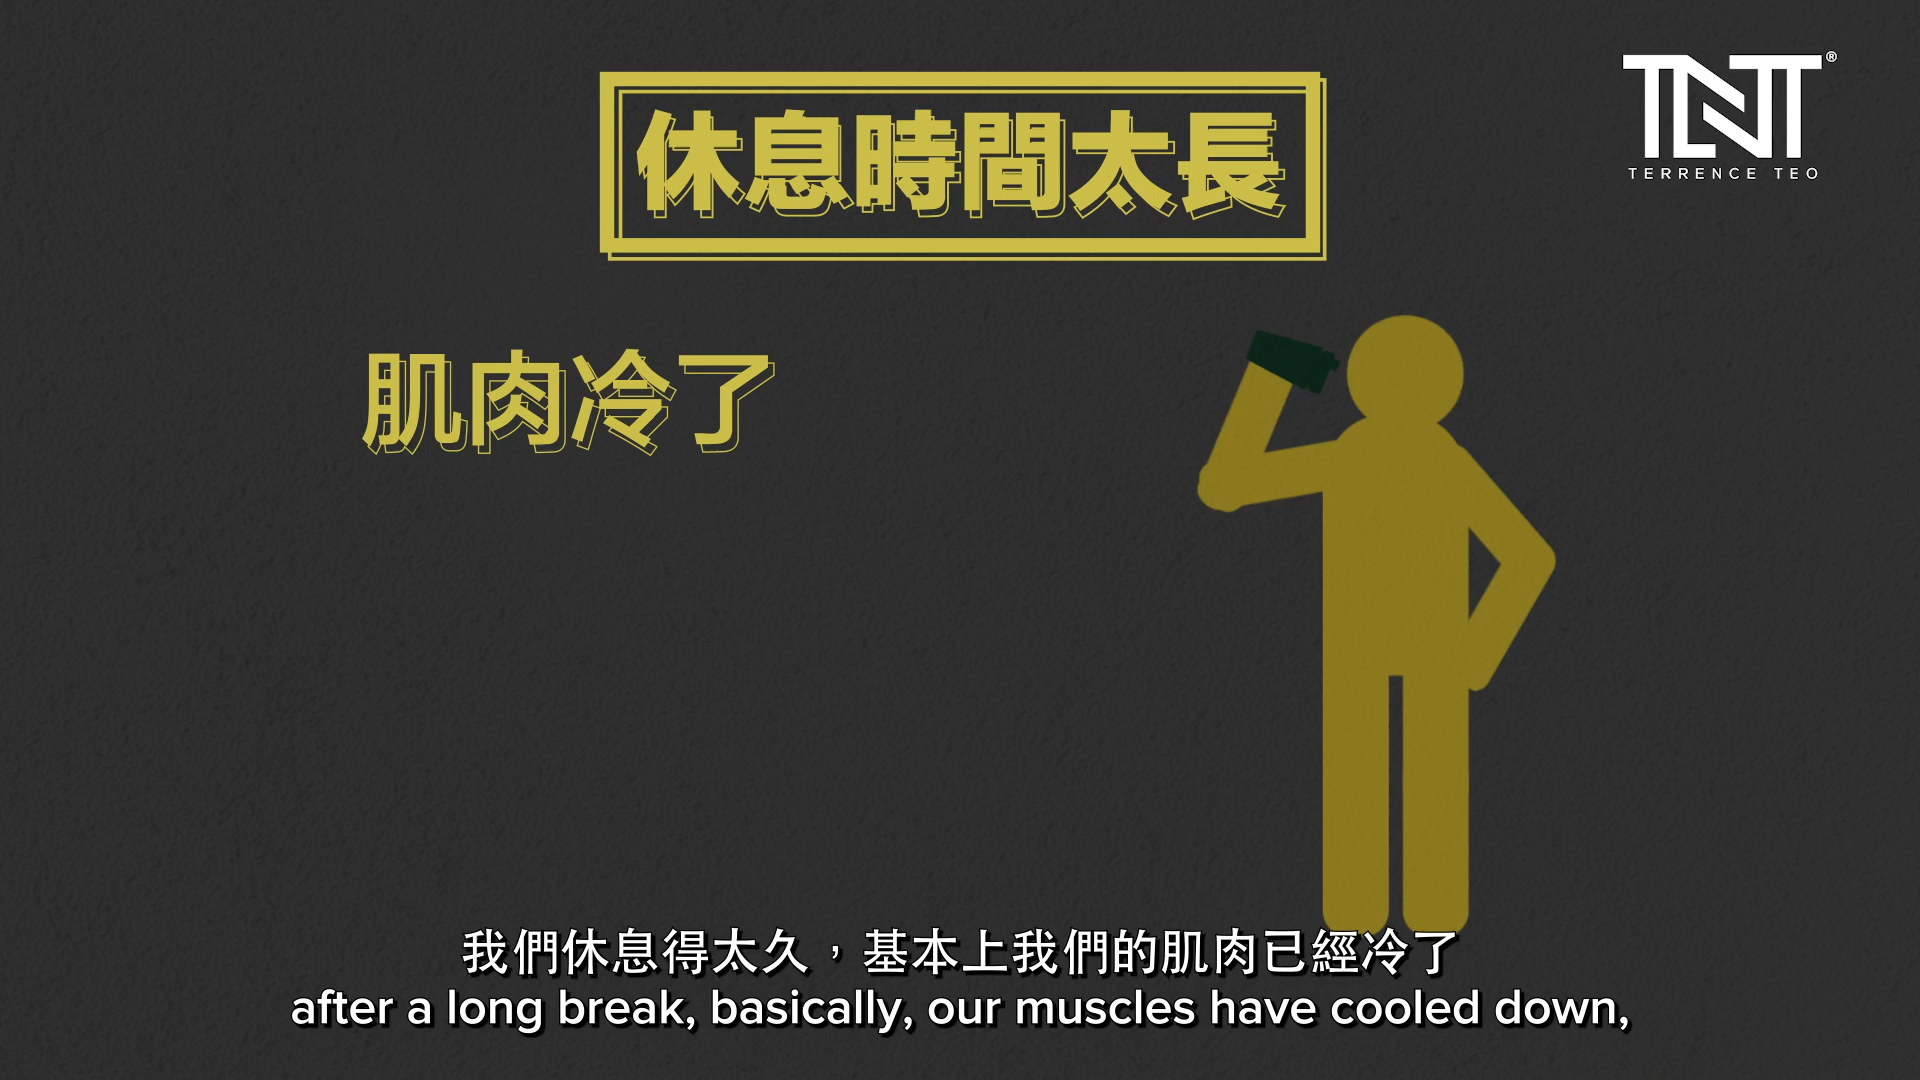 休息時間太長
TNT®
TERRENCE TEO
肌肉冷了
我們休息得太久，基本上我們的肌肉已經冷了
after a long break, basically, our muscles have cooled down,